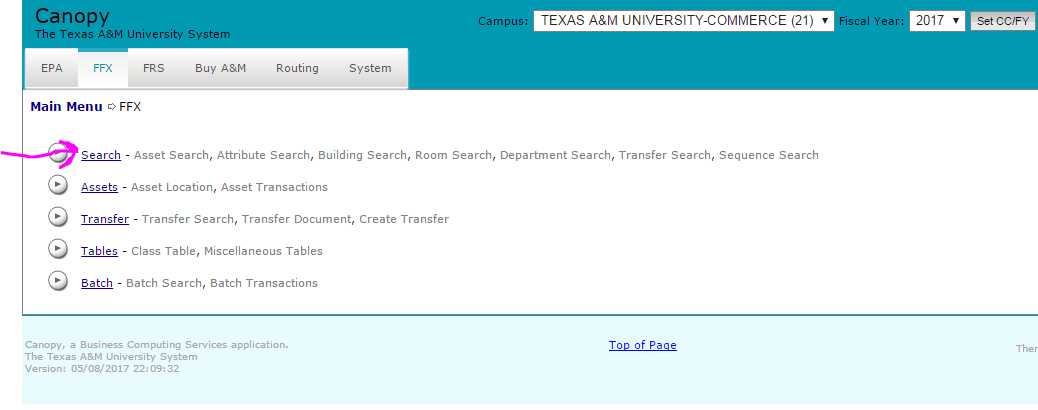 Canopy
The Texas A&M University System
Campus: TEXAS A&M UNIVERSITY-COMMERCE (21) Fiscal Year: 2017 Set CC/FY
EPA FFX FRS Buy A&M Routing System
Main Menu ⇨ FFX
Search - Asset Search, Attribute Search, Building Search, Room Search, Department Search, Transfer Search, Sequence Search
Assets - Asset Location, Asset Transactions
Transfer - Transfer Search, Transfer Document, Create Transfer
Tables - Class Table, Miscellaneous Tables
Batch - Batch Search, Batch Transactions
Canopy, a Business Computing Services application.
The Texas A&M University System
Version: 05/08/2017 22:09:32
Top of Page